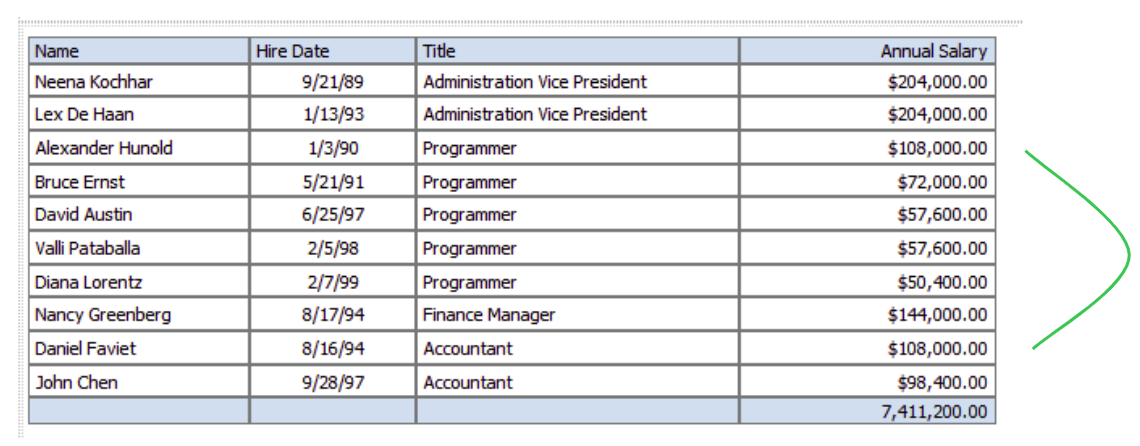 Name Hire Date Title Annual Salary
Neena Kochhar 9/21/89 Administration Vice President $204,000.00
Lex De Haan 1/13/93 Administration Vice President $204,000.00
Alexander Hunold 1/3/90 Programmer $108,000.00
Bruce Ernst 5/21/91 Programmer $72,000.00
David Austin 6/25/97 Programmer $57,600.00
Valli Pataballa 2/5/98 Programmer $57,600.00
Diana Lorentz 2/7/99 Programmer $50,400.00
Nancy Greenberg 8/17/94 Finance Manager $144,000.00
Daniel Faviet 8/16/94 Accountant $108,000.00
John Chen 9/28/97 Accountant $98,400.00
7,411,200.00